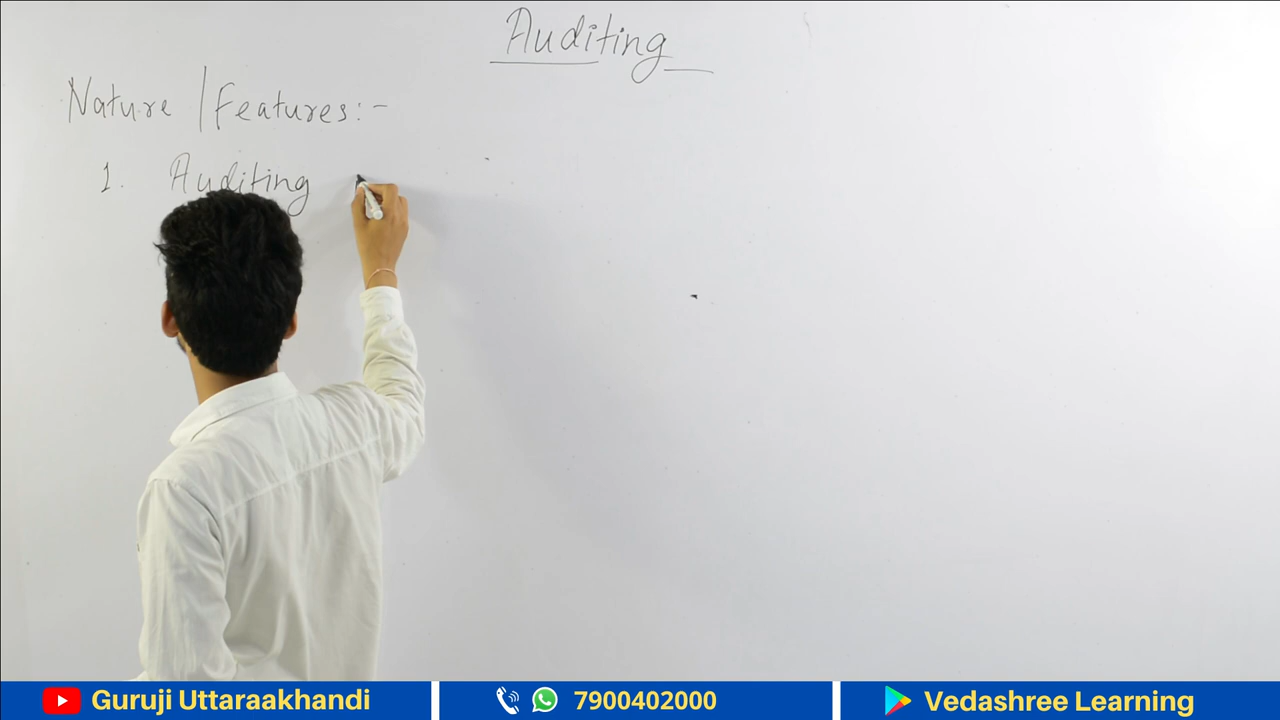 Auditing
Nature / Features:-
1. Auditing
Guruji Uttaraakhandi
7900402000
Vedashree Learning